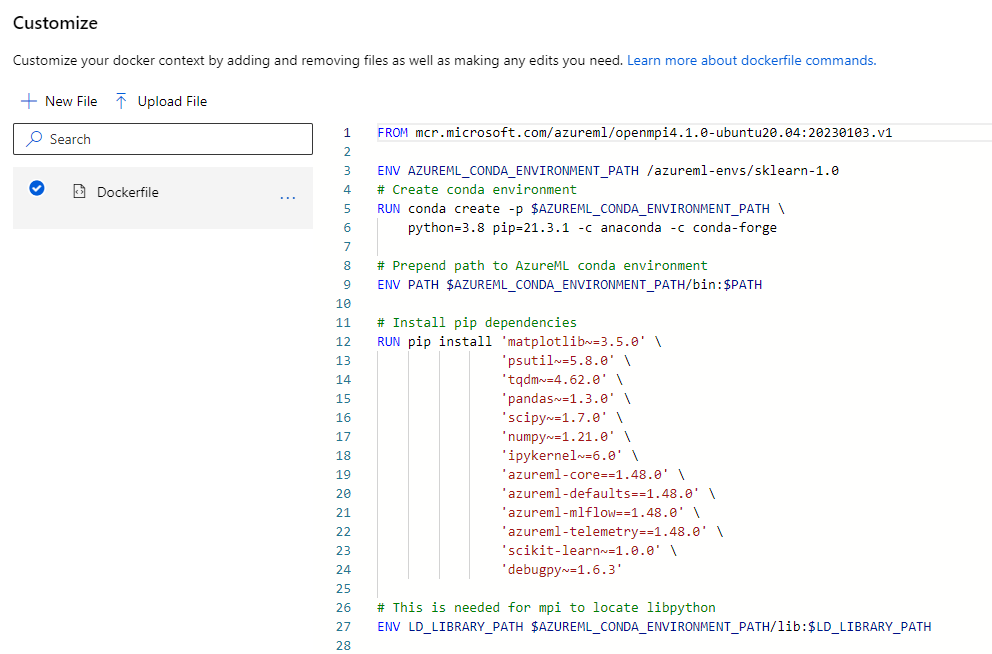 Customize
Customize your docker context by adding and removing files as well as making any edits you need. Learn more about dockerfile commands.
New File Upload File
Search
Dockerfile ...
1 FROM mcr.microsoft.com/azureml/openmpi4.1.0-ubuntu20.04:20230103.v1
2
3 ENV AZUREML_CONDA_ENVIRONMENT_PATH /azureml-envs/sklearn-1.0
4 # Create conda environment
5 RUN conda create -p $AZUREML_CONDA_ENVIRONMENT_PATH \
6     python=3.8 pip=21.3.1 -c anaconda -c conda-forge
7
8 # Prepend path to AzureML conda environment
9 ENV PATH $AZUREML_CONDA_ENVIRONMENT_PATH/bin:$PATH
10
11 # Install pip dependencies
12 RUN pip install 'matplotlib~=3.5.0' \
13                 'psutil~=5.8.0' \
14                 'tqdm~=4.62.0' \
15                 'pandas~=1.3.0' \
16                 'scipy~=1.7.0' \
17                 'numpy~=1.21.0' \
18                 'ipykernel~=6.0' \
19                 'azureml-core==1.48.0' \
20                 'azureml-defaults==1.48.0' \
21                 'azureml-mlflow==1.48.0' \
22                 'azureml-telemetry==1.48.0' \
23                 'scikit-learn~=1.0.0' \
24                 'debugpy~=1.6.3'
25
26 # This is needed for mpi to locate libpython
27 ENV LD_LIBRARY_PATH $AZUREML_CONDA_ENVIRONMENT_PATH/lib:$LD_LIBRARY_PATH
28